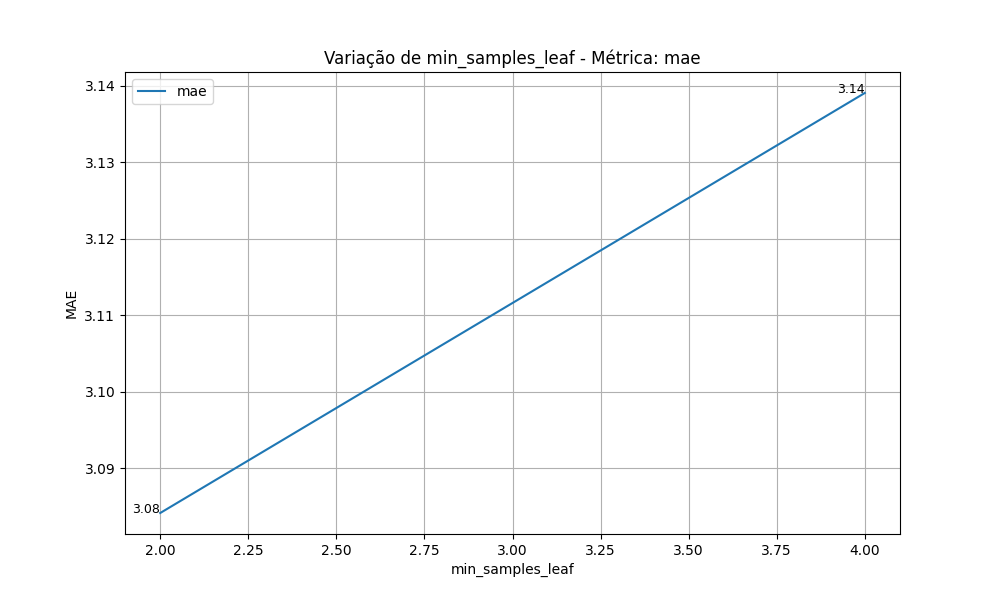 Variação de min_samples_leaf - Métrica: mae
mae
MAE
3.14
3.13
3.12
3.11
3.10
3.09
3.08
3.14
2.00 2.25 2.50 2.75 3.00 3.25 3.50 3.75 4.00
min_samples_leaf